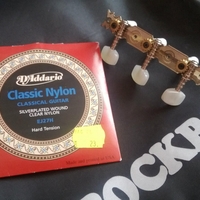 D'Addario
Classic Nylon
CLASSICAL GUITAR
SILVERPLATED WOUND
CLEAR NYLON
EJ27H
Hard Tension
ROCKB